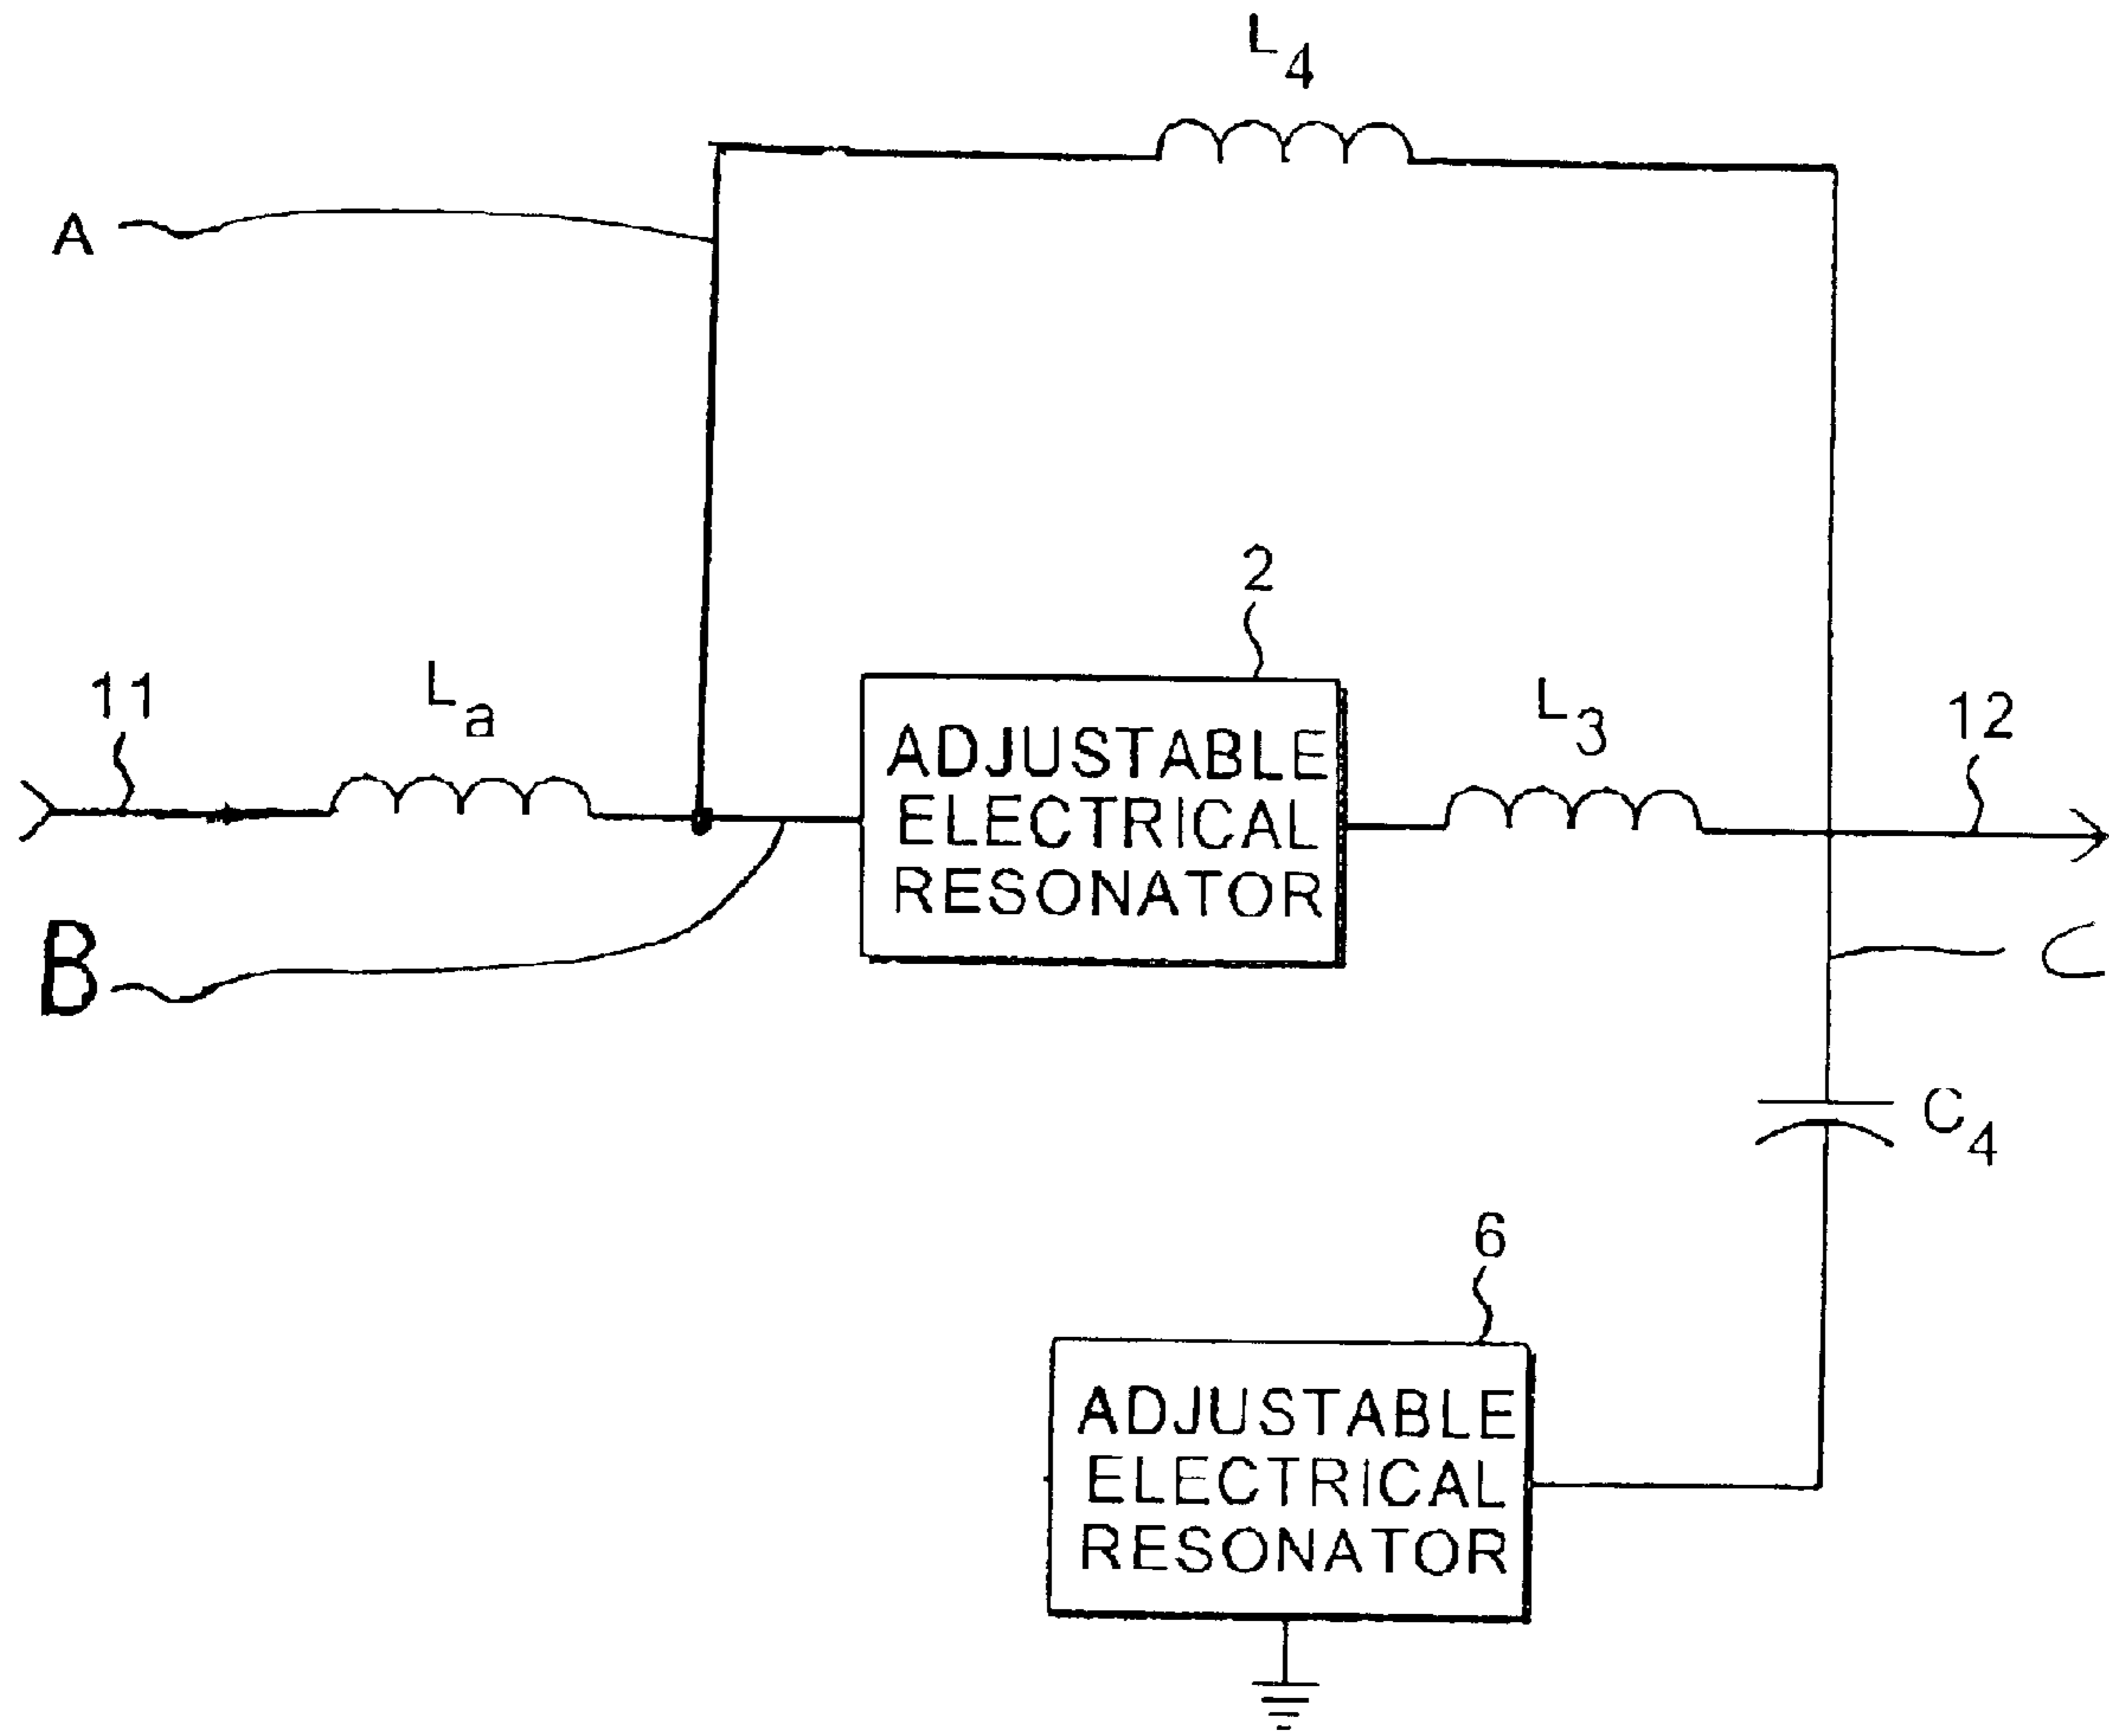 L4
A
2
11
La
L3
12
ADJUSTABLE
ELECTRICAL
RESONATOR
B
C
C4
6
ADJUSTABLE
ELECTRICAL
RESONATOR